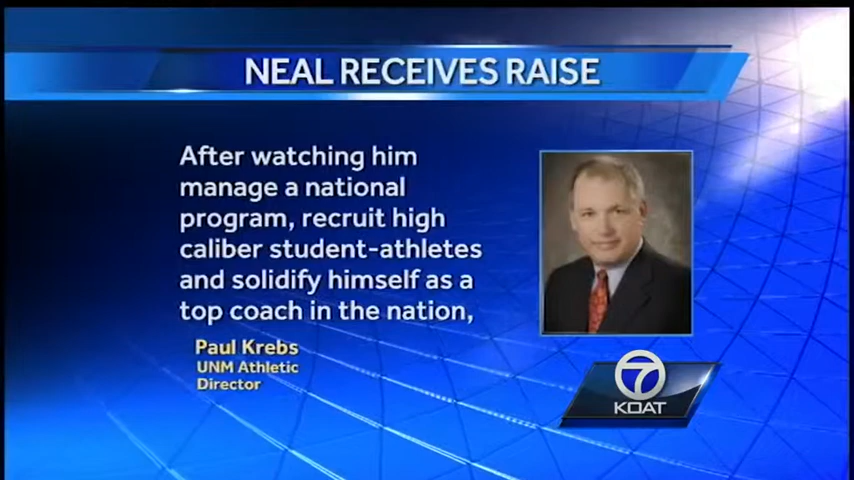 NEAL RECEIVES RAISE
After watching him
manage a national
program, recruit high
caliber student-athletes
and solidify himself as a
top coach in the nation,
Paul Krebs
UNM Athletic
Director
7
KOAT